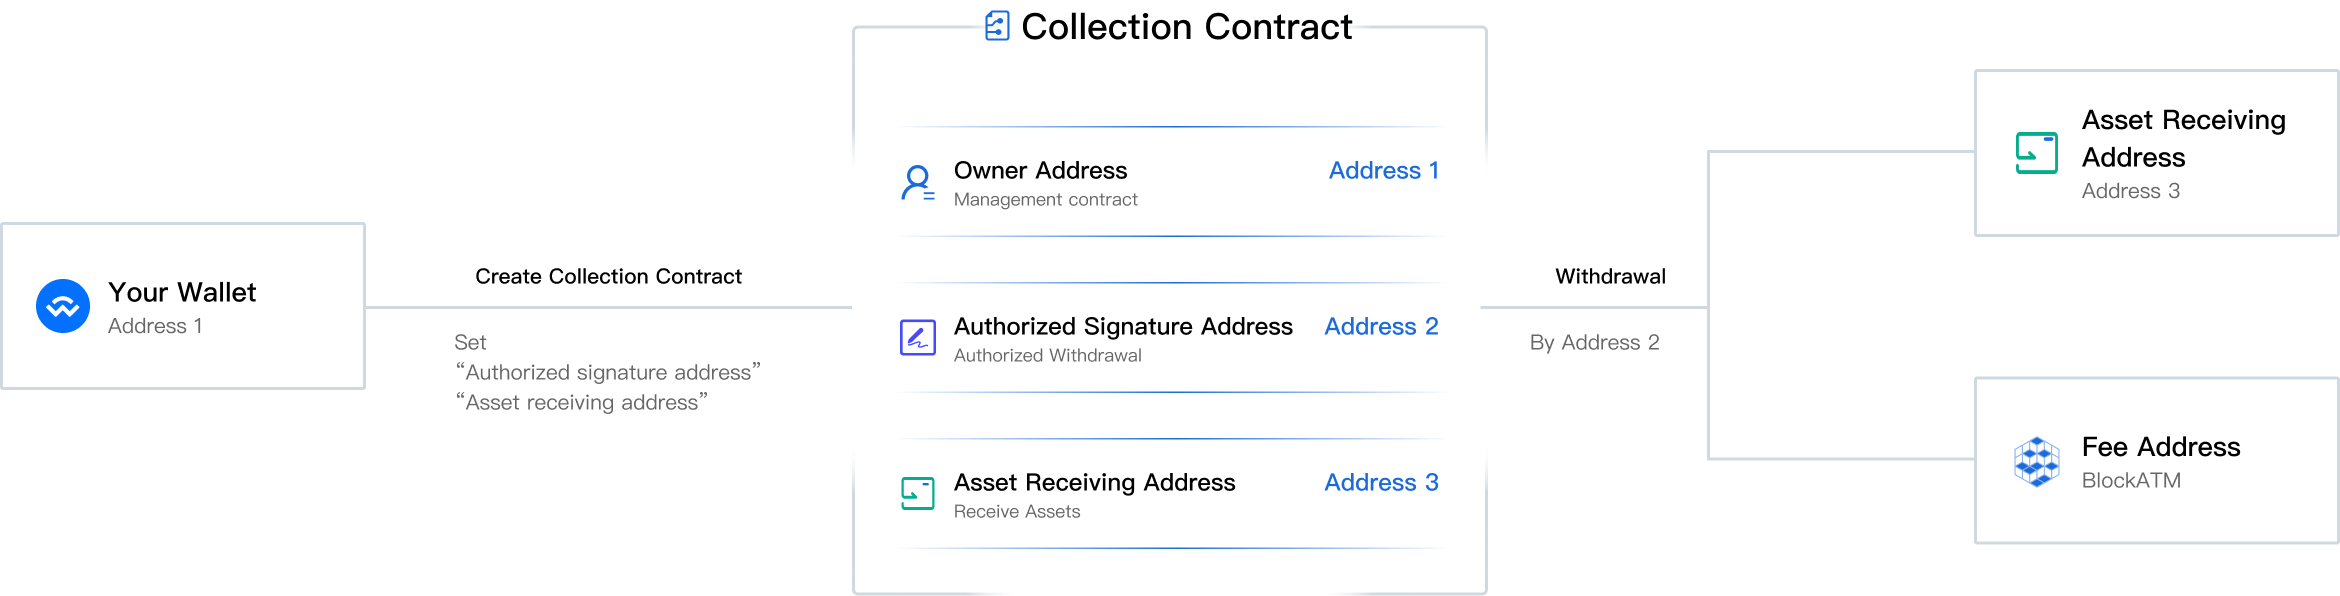 Your Wallet
Address 1
Create Collection Contract
Set
“Authorized signature address”
“Asset receiving address”
Collection Contract
Owner Address
Address 1
Management contract
Authorized Signature Address
Address 2
Authorized Withdrawal
Asset Receiving Address
Address 3
Receive Assets
Withdrawal
By Address 2
Asset Receiving
Address
Address 3
Fee Address
BlockATM